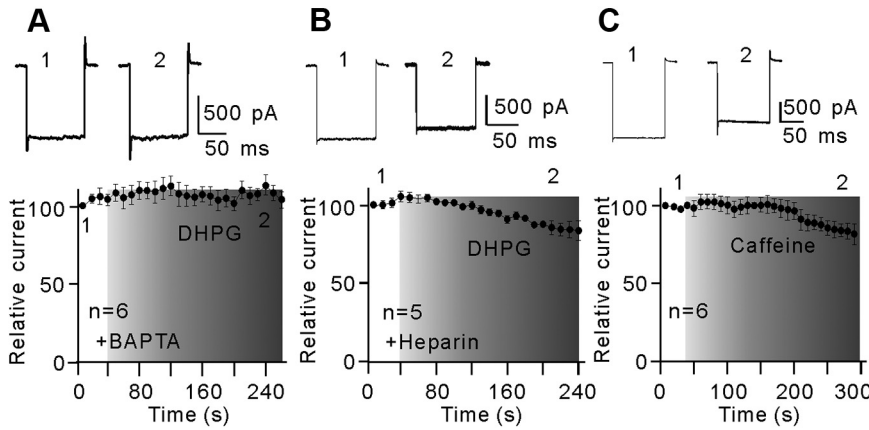 A
1
2
500 pA
50 ms
Relative current
100
50
0
1
2
DHPG
n=6
+BAPTA
0
80
160
240
Time (s)
B
1
2
500 pA
50 ms
Relative current
100
50
0
1
2
DHPG
n=5
+Heparin
0
80
160
240
Time (s)
C
1
2
500 pA
50 ms
Relative current
100
50
0
1
2
Caffeine
n=6
0
100
200
300
Time (s)